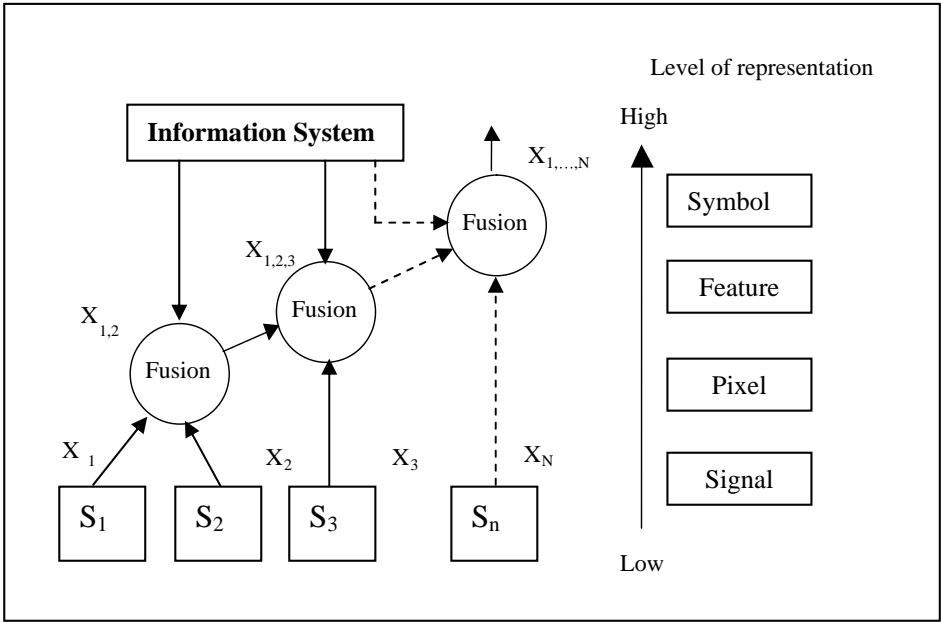 Level of representation
High
Information System
X1,…,N
Symbol
Fusion
X1,2,3
Feature
Fusion
X1,2
Fusion
Pixel
X 1
X2
X3
XN
Signal
S1
S2
S3
Sn
Low